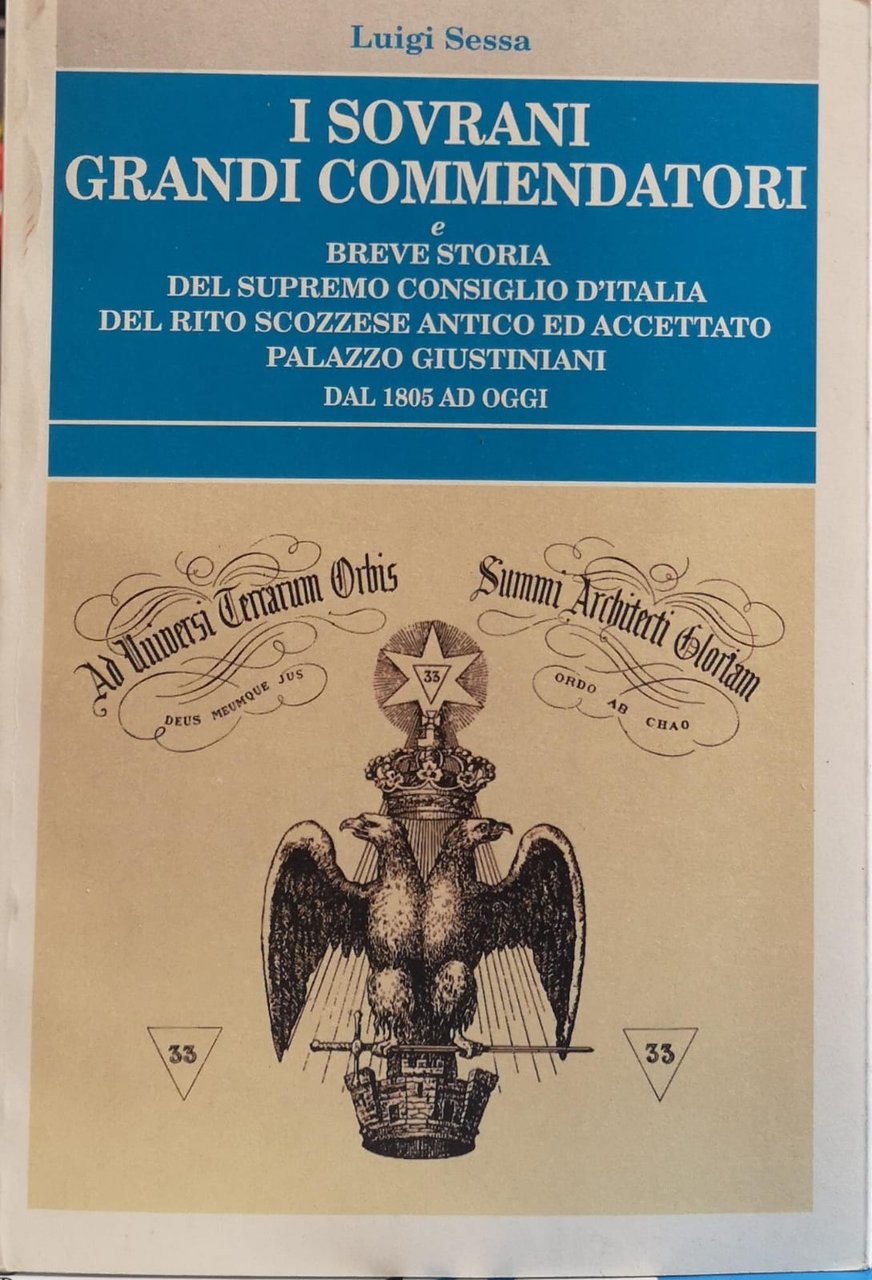 Luigi Sessa
I SOVRANI
GRANDI COMMENDATORI
e
BREVE STORIA
DEL SUPREMO CONSIGLIO D'ITALIA
DEL RITO SCOZZESE ANTICO ED ACCETTATO
PALAZZO GIUSTINIANI
DAL 1805 AD OGGI
Ad Universi Terrarum Orbis
Summi Architecti Gloriam
DEUS MEUMQUE JUS
ORDO AB CHAO
33
33
33